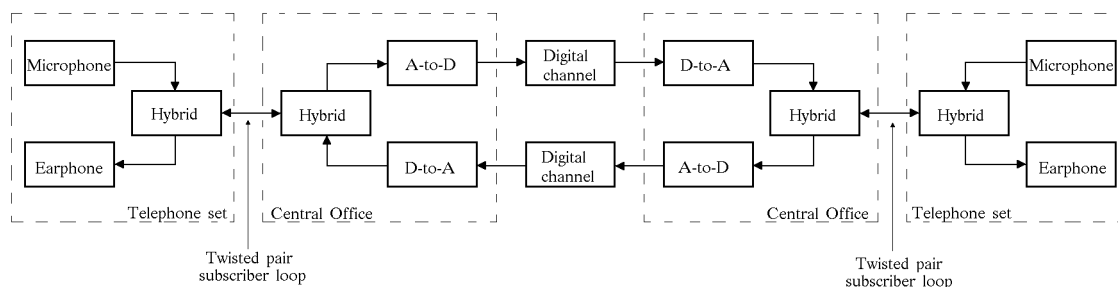 Microphone
Hybrid
Earphone
Telephone set
Hybrid
A-to-D
D-to-A
Central Office
Digital
channel
Digital
channel
D-to-A
A-to-D
Hybrid
Central Office
Hybrid
Microphone
Earphone
Telephone set
Twisted pair
subscriber loop
Twisted pair
subscriber loop